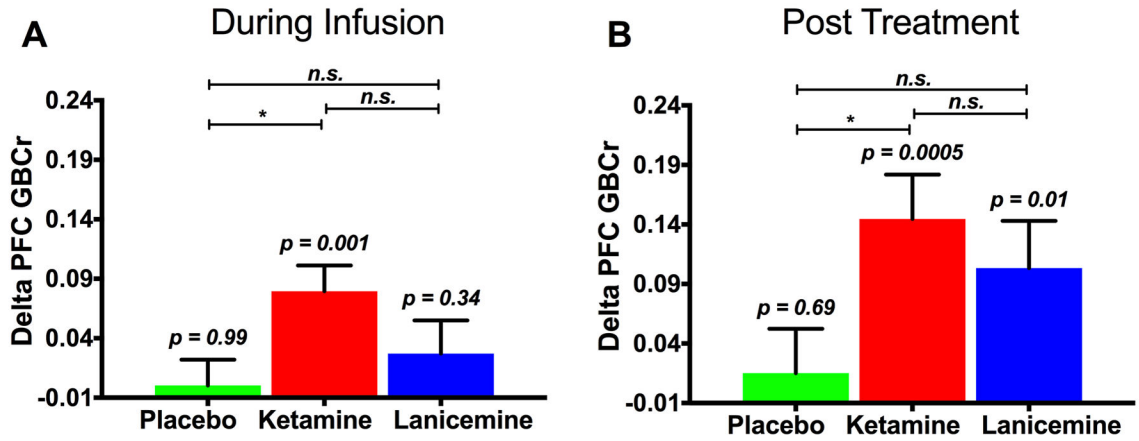 A
During Infusion
n.s.
n.s.
*
0.24
0.19
0.14
0.09
0.04
-0.01
Delta PFC GBCr
p = 0.99
p = 0.001
p = 0.34
Placebo
Ketamine
Lanicemine
B
Post Treatment
n.s.
n.s.
*
0.24
0.19
0.14
0.09
0.04
0.01
Delta PFC GBCr
p = 0.69
p = 0.0005
p = 0.01
Placebo
Ketamine
Lanicemine